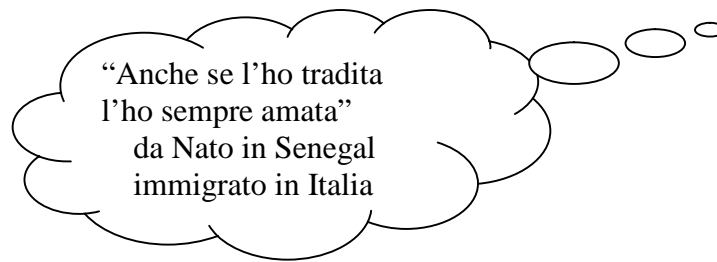 “Anche se l’ho tradita
l’ho sempre amata”
da Nato in Senegal
immigrato in Italia